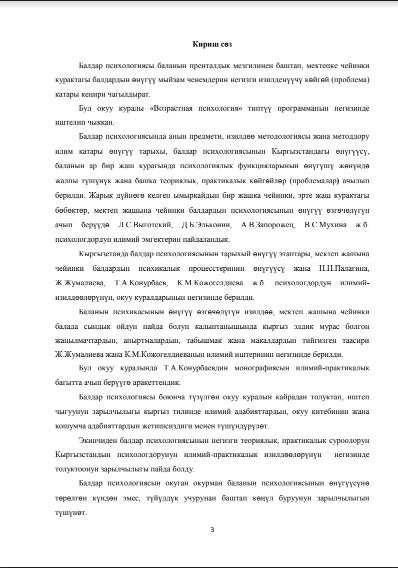 Кириш сөз
Балдар психологиясы баланын пренталдык мезгилинен баштап, мектепке чейинки
курактагы балдардын өнүгүү мыйзам ченемдерин негизги изилденүүчү көйгөй (проблема)
катары кеңири чагылдырат.
Бул окуу куралы «Возрастная психология» типтүү программанын негизинде
иштелип чыккан.
Балдар психологиясында анын предмети, изилдөө методологиясы жана методдору
илим катары өнүгүү тарыхы, балдар психологиясынын Кыргызстандагы өнүгүүсү,
баланын ар бир жаш курагында психологиялык функцияларынын өнүгүшү жөнүндө
жалпы түшүнүк жана башка теориялык, практикалык көйгөйлөр (проблемалар) ачылып
берилди. Жарык дүйнөгө келген ымыркайдын бир жашка чейинки, эрте жаш курактагы
бөбөктөр, мектеп жашына чейинки балдардын психологиясынын өнүгүү өзгөчөлүгүн
ачып берүүдө Л.С.Выготский, Д.Б.Эльконин, А.В.Запорожец, В.С.Мухина ж.б.
психологдордун илимий эмгектерин пайдаландык.
Кыргызстанда балдар психологиясынын тарыхый өнүгүү этаптары, мектеп жашына
чейинки балдардын психикалык процесстеринин өнүгүүсү жана Н.Н.Палагина,
Ж.Жумалиева, Т.А.Конурбаев, К.М.Кожогелдиева ж.б. психологдордун илимий-
изилдөөлөрүнүн, окуу куралдарынын негизинде берилди.
Баланын психикасынын өнүгүү өзгөчөлүгүн изилдөө, мектеп жашына чейинки
балада сындык ойдун пайда болуп калыптанышында кыргыз элдик мурас болгон
жаңылмачтардын, апыртмалардын, табышмак жана макалдардын тийгизген таасири
Ж.Жумалиева жана К.М.Кожогелдиеванын илимий иштеринин негизинде берилди.
Бул окуу куралында Т.А.Конурбаевдин монографиясын илимий-практикалык
багытта ачып берүүгө аракеттендик.
Балдар психологиясы боюнча түзүлгөн окуу куралын кайрадан толуктап, иштеп
чыгуунун зарылчылыгы кыргыз тилинде илимий адабияттардын, окуу китебинин жана
кошумча адабияттардын жетишсиздиги менен түшүндүрүлөт.
Экинчиден балдар психологиясынын негизги теориялык, практикалык суроолорун
Кыргызстандын психологдорунун илимий-практикалык изилдөөлөрүнүн негизинде
толуктоонун зарылчылыгы пайда болду.
Балдар психологиясын окуган окурман баланын психологиясынын өнүгүүсүнө
төрөлгөн күндөн эмес, түйүлдүк учурунан баштап көңүл буруунун зарылчылыгын
түшүнөт.
3